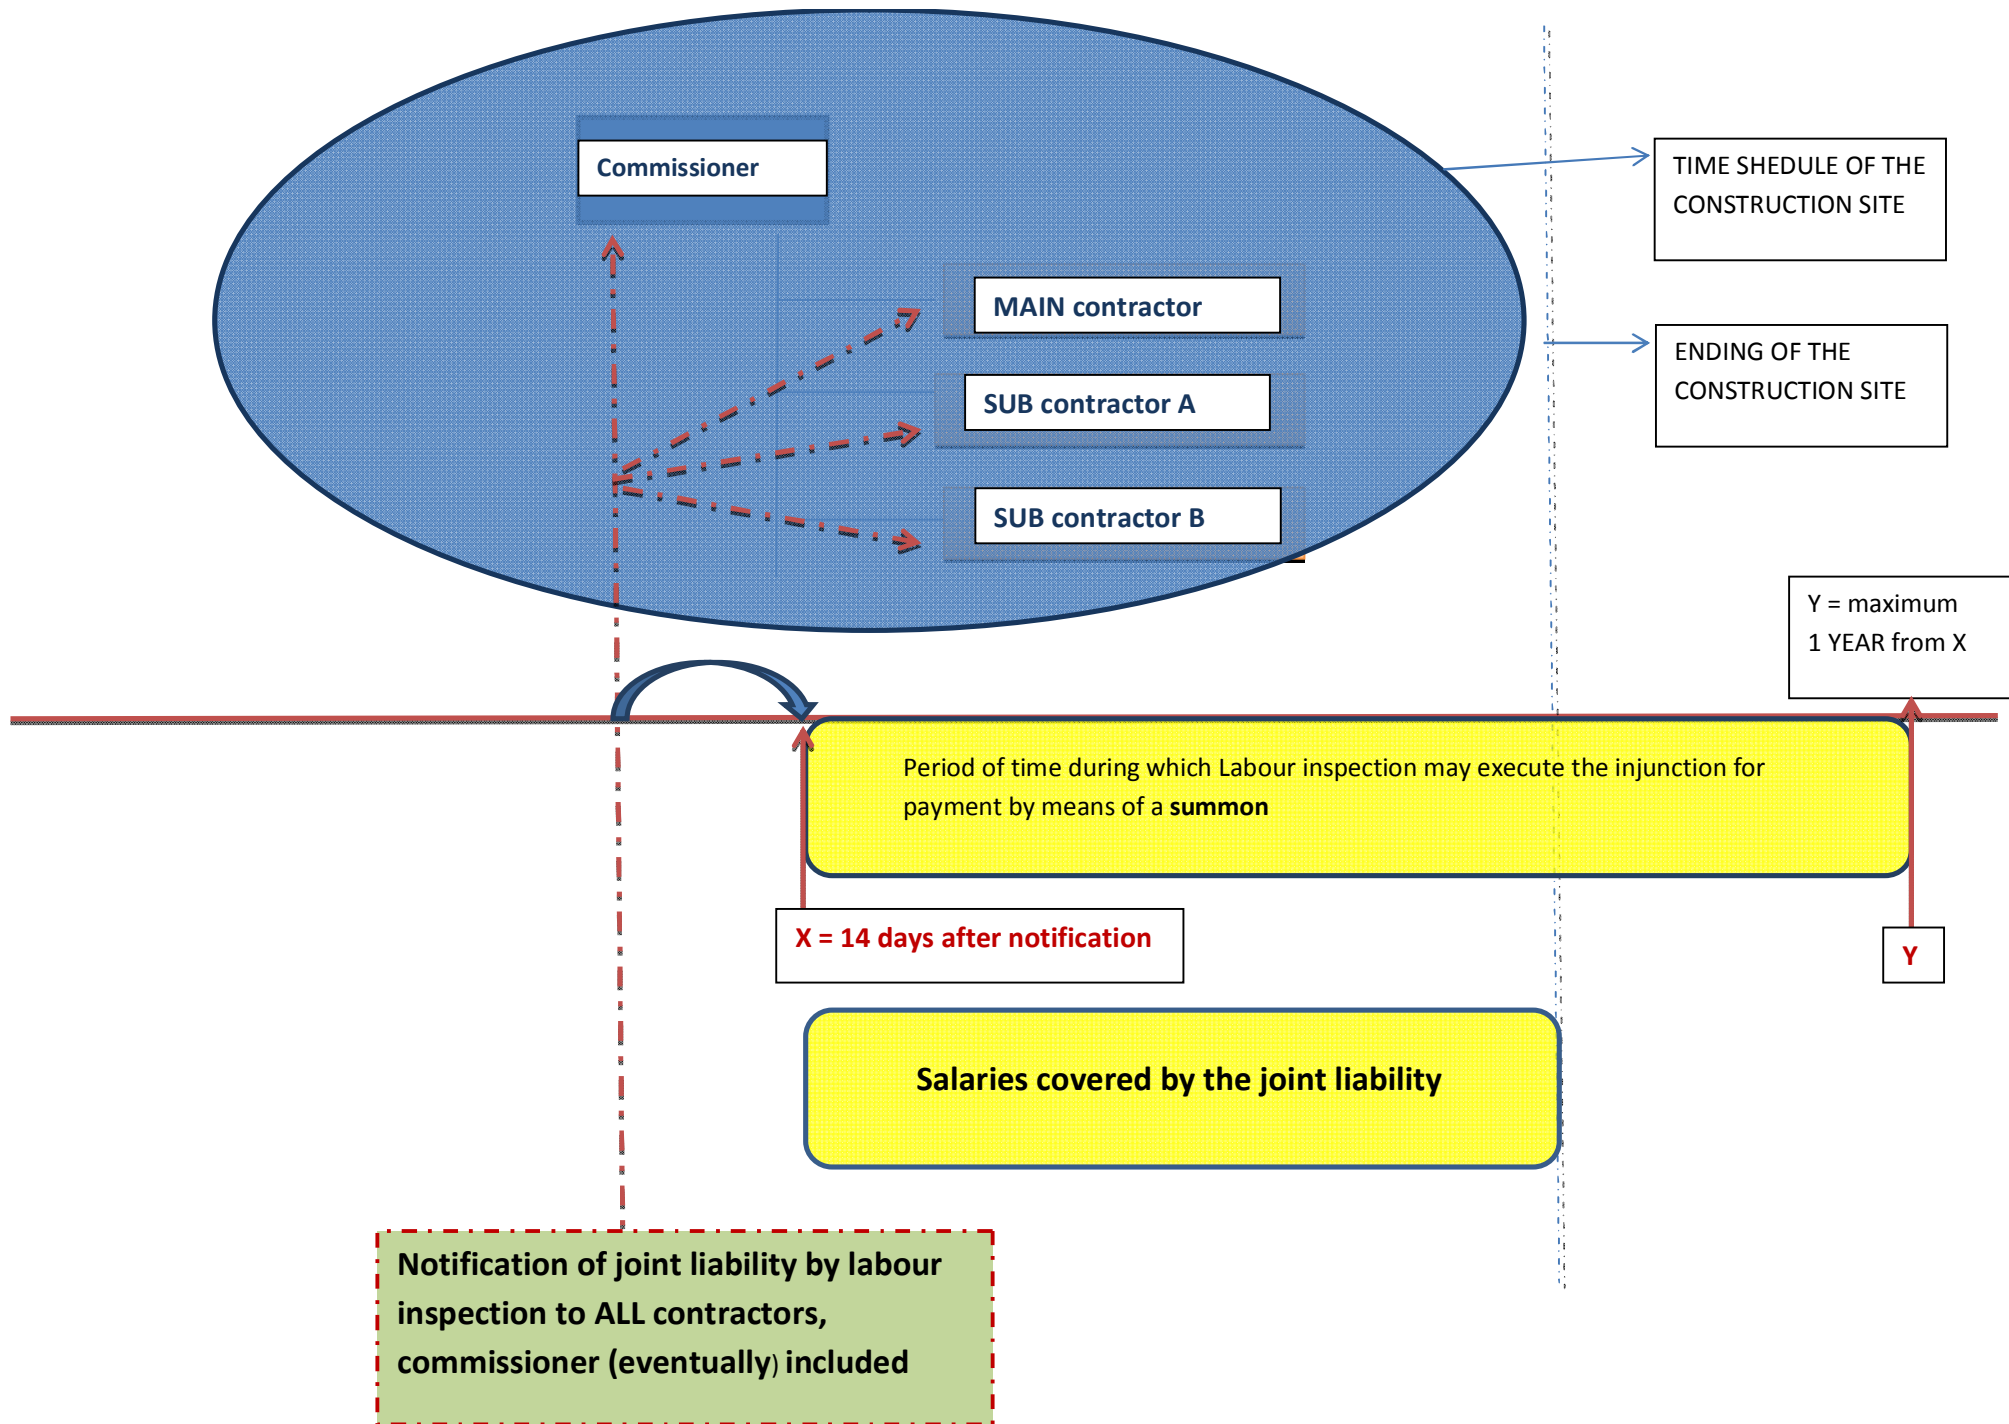 Commissioner
TIME SHEDULE OF THE
CONSTRUCTION SITE
MAIN contractor
ENDING OF THE
CONSTRUCTION SITE
SUB contractor A
SUB contractor B
Y = maximum
1 YEAR from X
Period of time during which Labour inspection may execute the injunction for
payment by means of a summon
X = 14 days after notification
Y
Salaries covered by the joint liability
Notification of joint liability by labour
inspection to ALL contractors,
commissioner (eventually) included